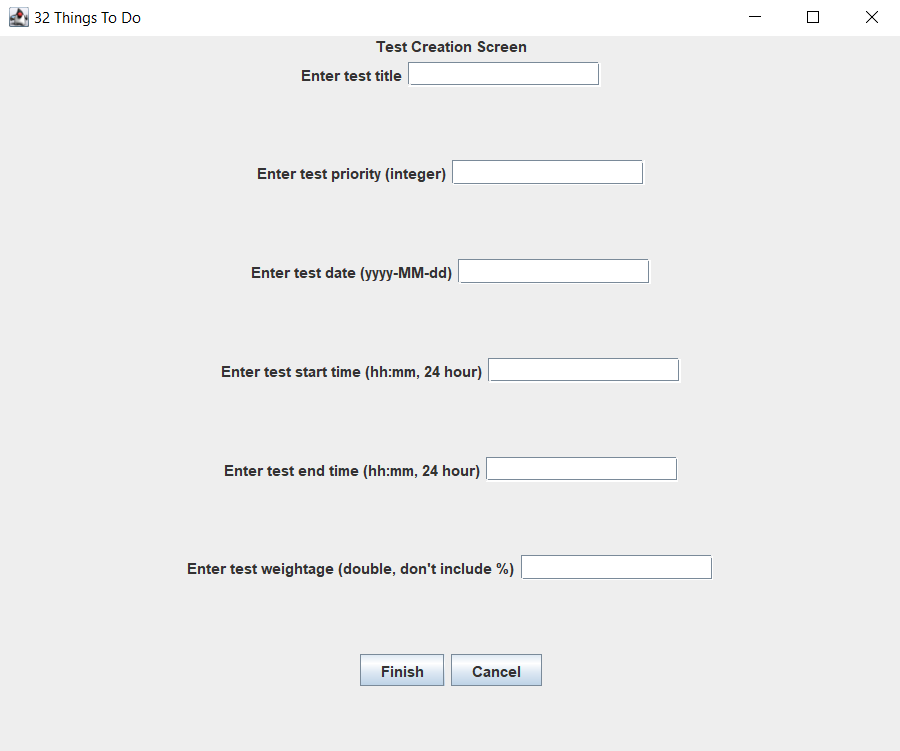 32 Things To Do
Test Creation Screen
Enter test title
Enter test priority (integer)
Enter test date (yyyy-MM-dd)
Enter test start time (hh:mm, 24 hour)
Enter test end time (hh:mm, 24 hour)
Enter test weightage (double, don't include %)
Finish Cancel